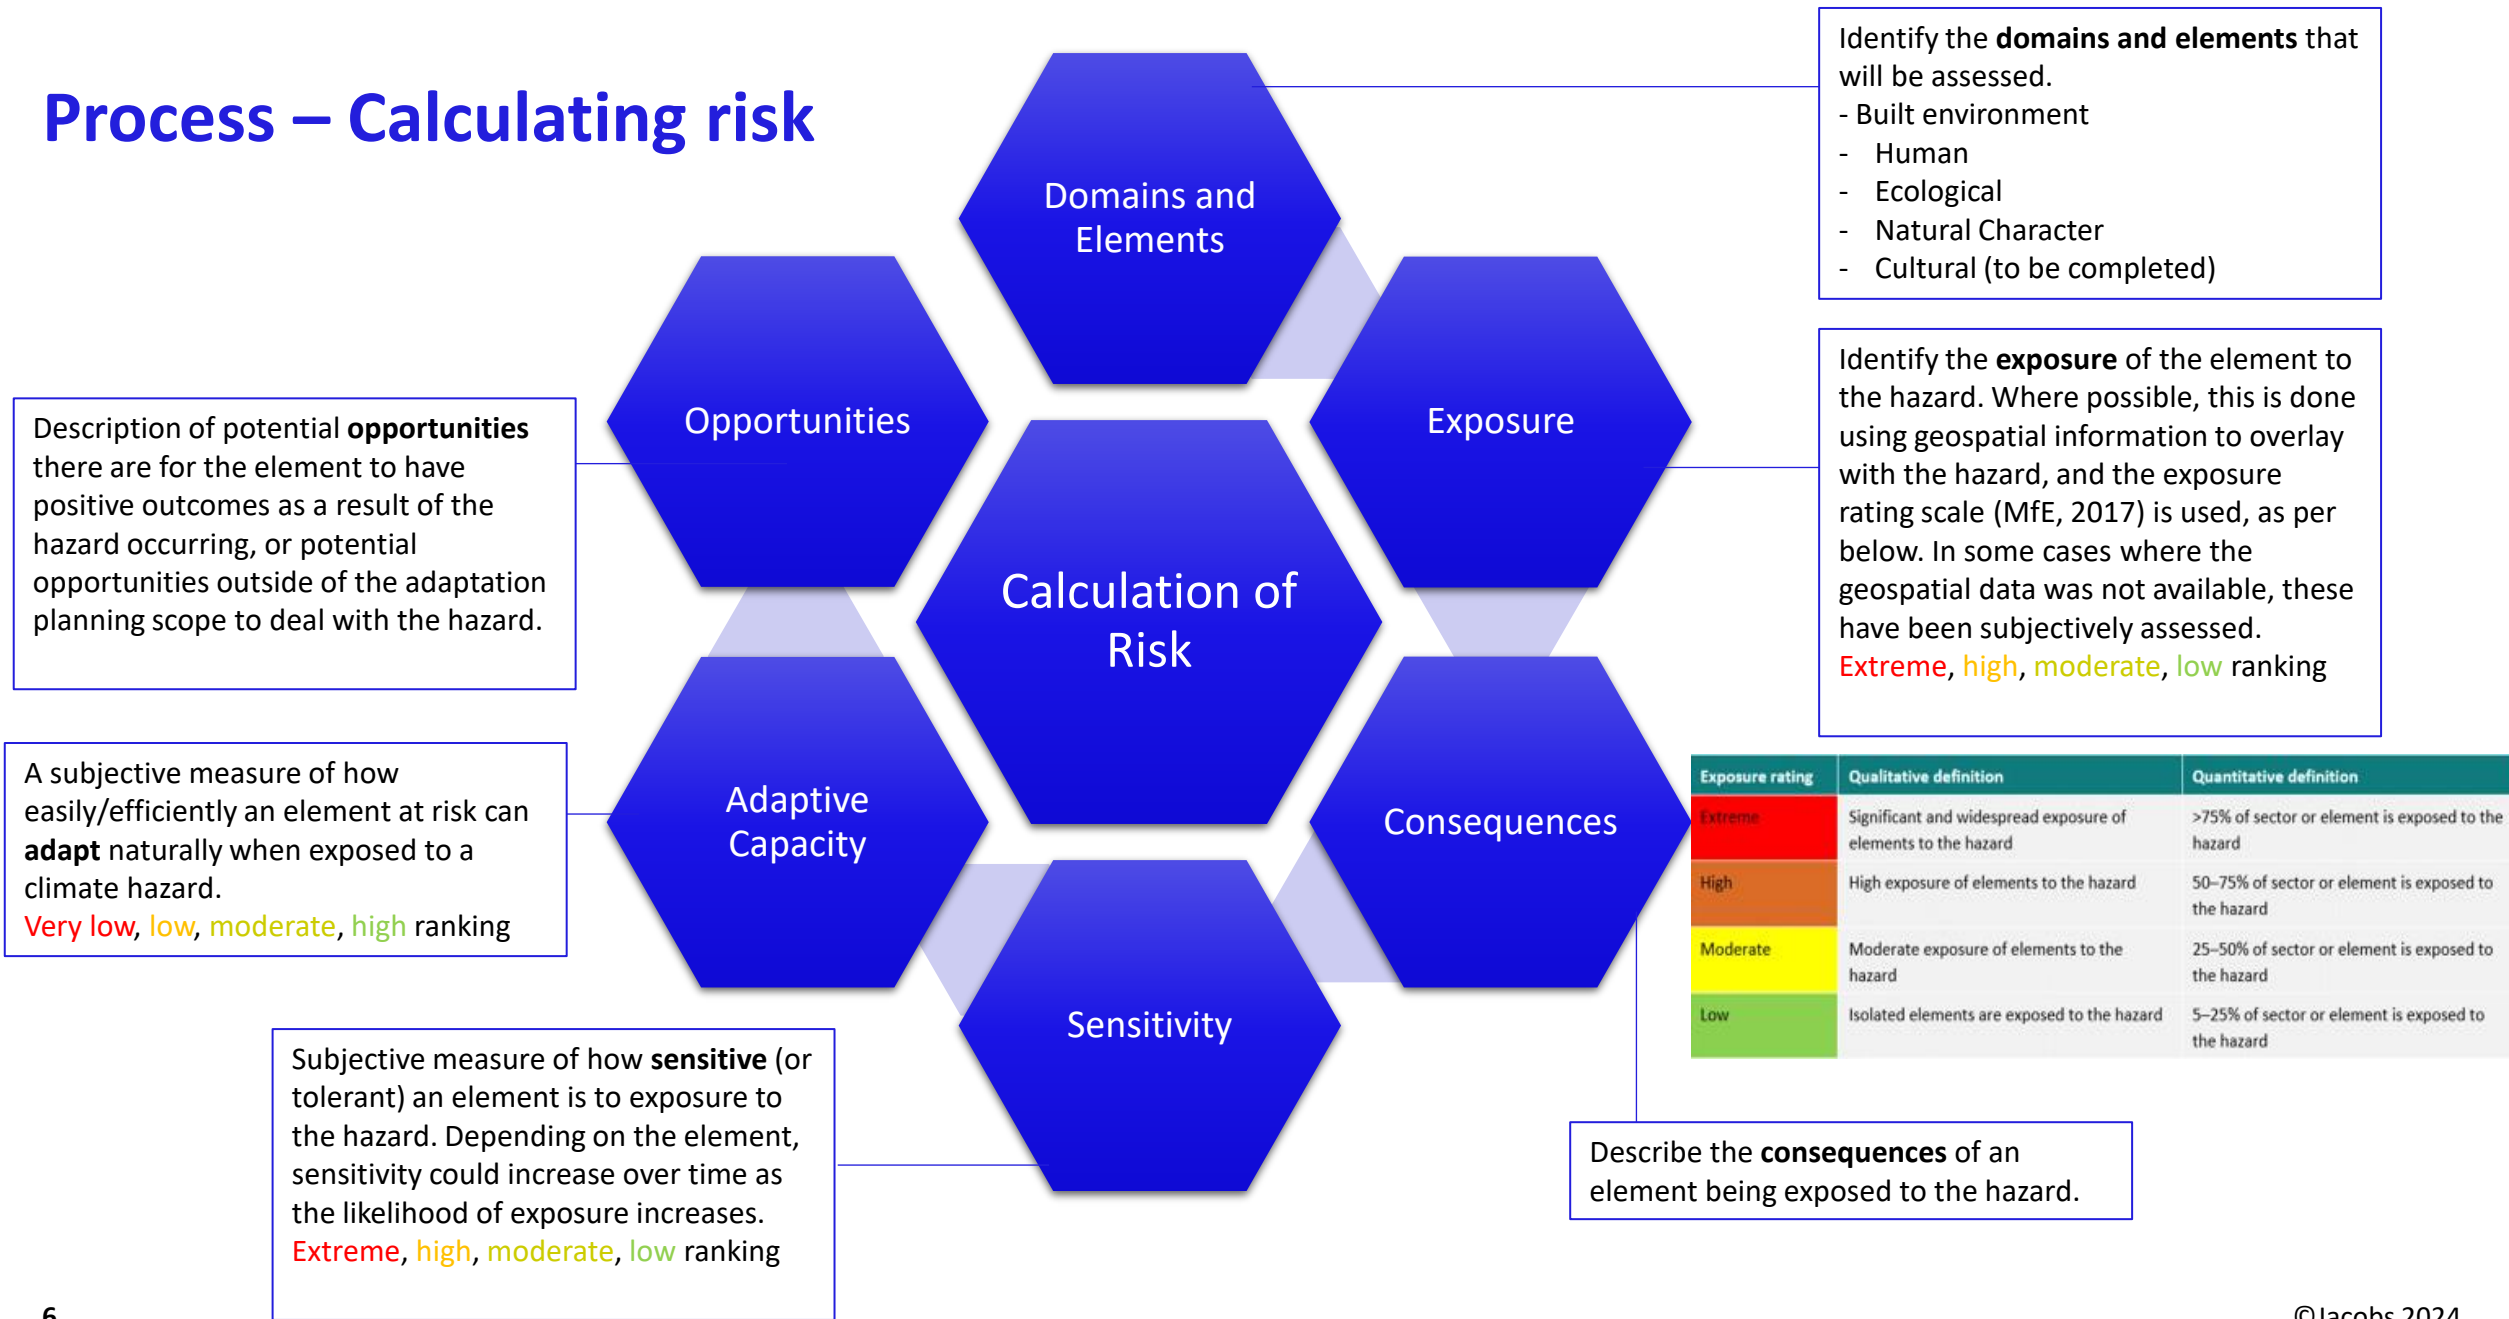 Process – Calculating risk
Domains and
Elements
Identify the domains and elements that
will be assessed.
- Built environment
- Human
- Ecological
- Natural Character
- Cultural (to be completed)
Exposure
Identify the exposure of the element to
the hazard. Where possible, this is done
using geospatial information to overlay
with the hazard, and the exposure
rating scale (MfE, 2017) is used, as per
below. In some cases where the
geospatial data was not available, these
have been subjectively assessed.
Extreme, high, moderate, low ranking
Exposure rating Qualitative definition Quantitative definition
Extreme Significant and widespread exposure of >75% of sector or element is exposed to the
elements to the hazard hazard
High High exposure of elements to the hazard 50–75% of sector or element is exposed to
the hazard
Moderate Moderate exposure of elements to the 25–50% of sector or element is exposed to
hazard the hazard
Low Isolated elements are exposed to the hazard 5–25% of sector or element is exposed to
the hazard
Calculation of
Risk
Consequences
Describe the consequences of an
element being exposed to the hazard.
Sensitivity
Subjective measure of how sensitive (or
tolerant) an element is to exposure to
the hazard. Depending on the element,
sensitivity could increase over time as
the likelihood of exposure increases.
Extreme, high, moderate, low ranking
Adaptive
Capacity
A subjective measure of how
easily/efficiently an element at risk can
adapt naturally when exposed to a
climate hazard.
Very low, low, moderate, high ranking
Opportunities
Description of potential opportunities
there are for the element to have
positive outcomes as a result of the
hazard occurring, or potential
opportunities outside of the adaptation
planning scope to deal with the hazard.
6
©Jacobs 2024